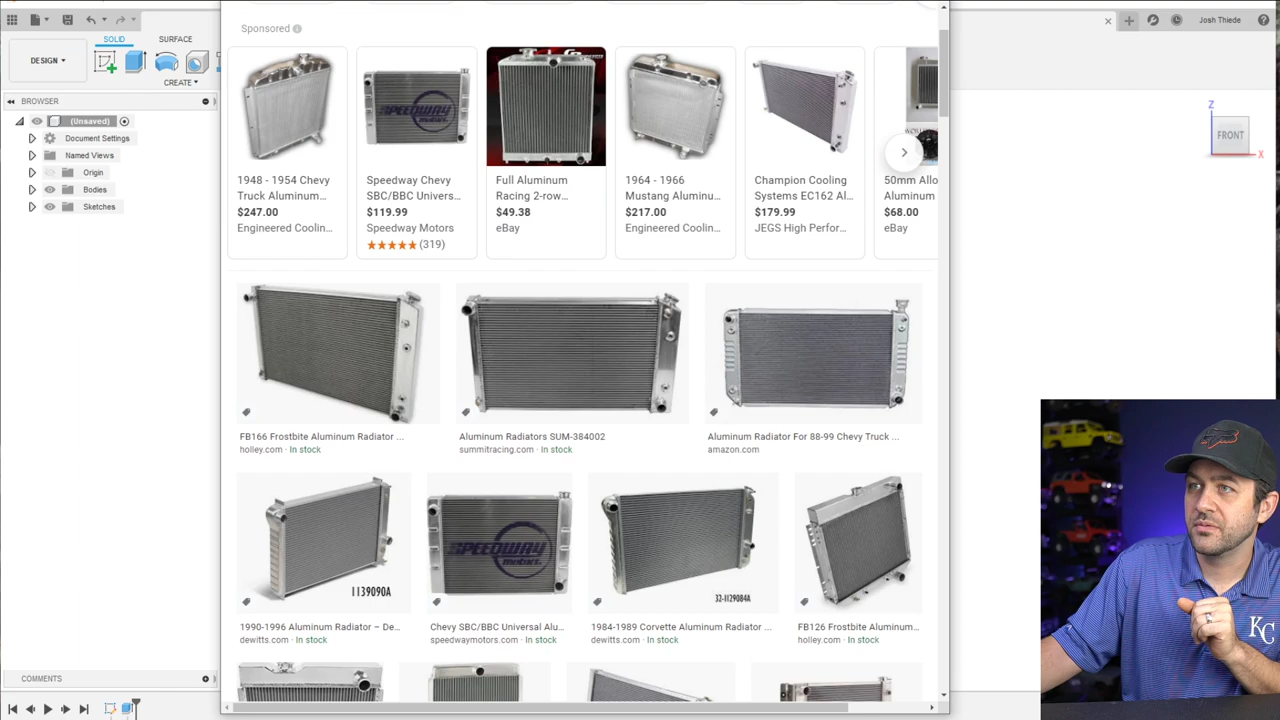 Sponsored
Josh Thiede
SOLID
SURFACE
DESIGN
CREATE
BROWSER
(Unsaved)
Document Settings
Named Views
Origin
Bodies
Sketches
COMMENTS
1948 - 1954 Chevy
Truck Aluminum...
$247.00
Engineered Coolin...
SPEEDWAY
motors
Speedway Chevy
SBC/BBC Univers...
$119.99
Speedway Motors
(319)
Full Aluminum
Racing 2-row...
$49.38
eBay
1964 - 1966
Mustang Aluminu...
$217.00
Engineered Coolin...
Champion Cooling
Systems EC162 Al...
$179.99
JEGS High Perfor...
50mm Allo
Aluminum
$68.00
eBay
Z
FRONT
X
FB166 Frostbite Aluminum Radiator ...
holley.com · In stock
Aluminum Radiators SUM-384002
summitracing.com · In stock
Aluminum Radiator For 88-99 Chevy Truck ...
amazon.com
1139090A
1990-1996 Aluminum Radiator – De...
dewitts.com · In stock
SPEEDWAY
motors
Chevy SBC/BBC Universal Alu...
speedwaymotors.com · In stock
32-1129084A
1984-1989 Corvette Aluminum Radiator ...
dewitts.com · In stock
FB126 Frostbite Aluminum...
holley.com · In stock
KC